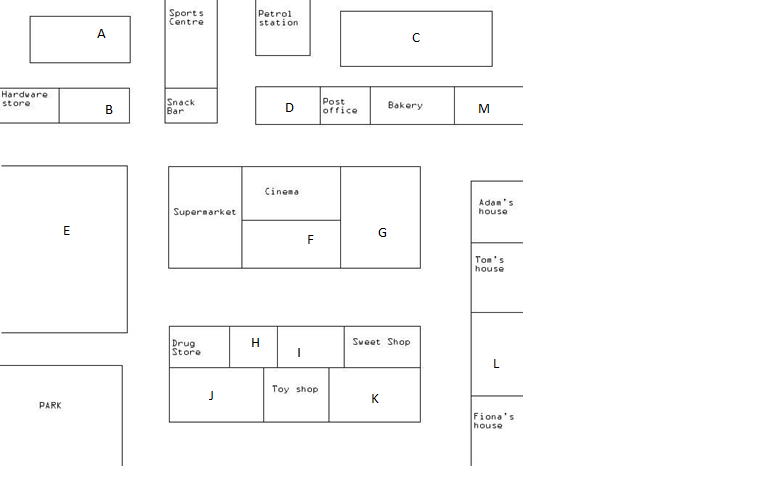 Sports
Centre
Petrol
station
A
C
Hardware
store
B
Snack
Bar
D
Post
office
Bakery
M
E
Supermarket
Cinema
F
G
Adam's
house
Tom's
house
L
Fiona's
house
Drug
Store
H
I
Sweet Shop
J
Toy shop
K
PARK